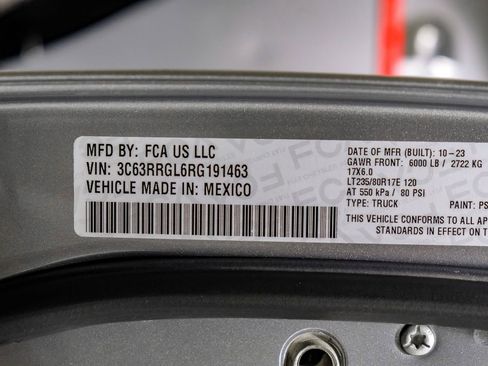 MFD BY: FCA US LLC
VIN: 3C63RRGL6RG191463
VEHICLE MADE IN: MEXICO
DATE OF MFR (BUILT): 10-23
GAWR FRONT: 6000 LB / 2722 KG
17X6.0
LT235/80R17E 120
AT 550 kPa / 80 PSI
TYPE: TRUCK PAINT: PS
THIS VEHICLE CONFORMS TO ALL AP
STANDARDS IN EFFECT ON T